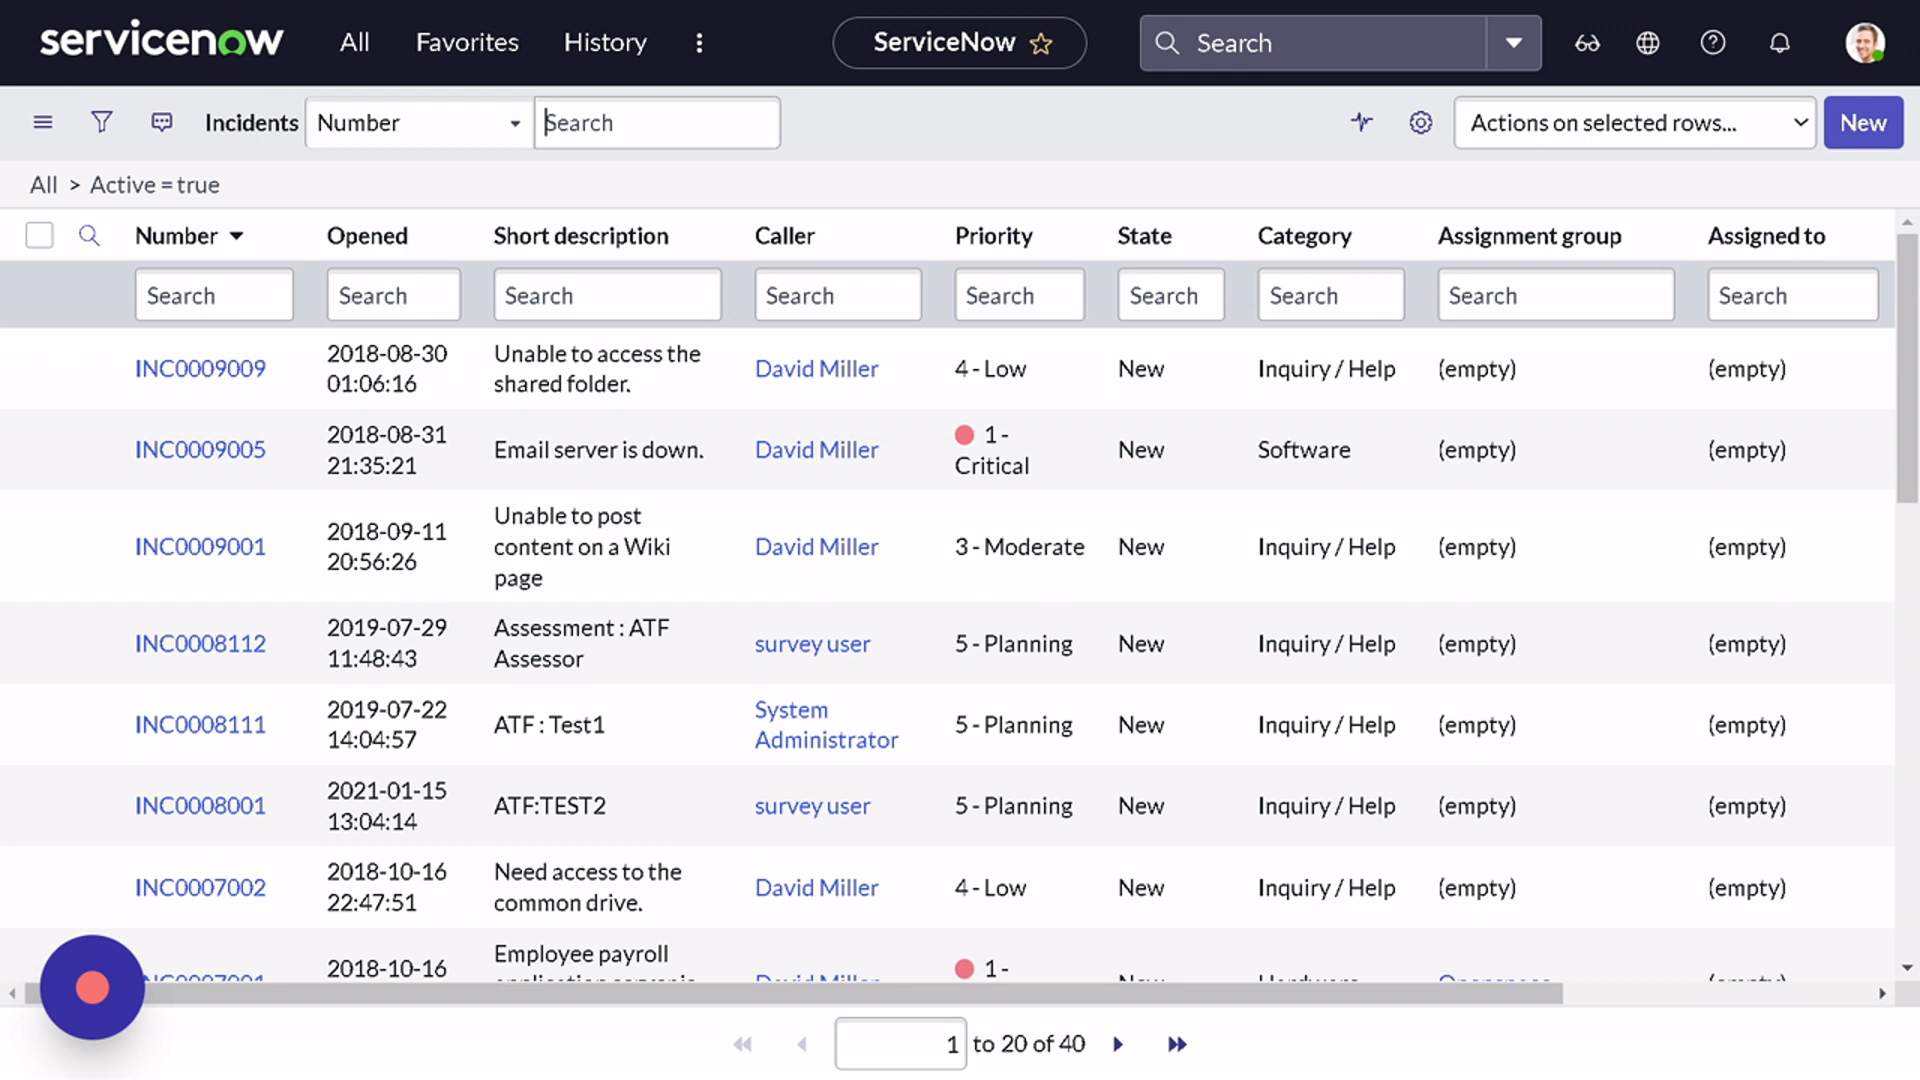 servicenow All Favorites History ServiceNow Search
Incidents Number Search Actions on selected rows... New
All > Active = true
Number Opened Short description Caller Priority State Category Assignment group Assigned to
Search Search Search Search Search Search Search Search Search
INC0009009 2018-08-30 01:06:16 Unable to access the shared folder. David Miller 4 - Low New Inquiry / Help (empty) (empty)
INC0009005 2018-08-31 21:35:21 Email server is down. David Miller 1 - Critical New Software (empty) (empty)
INC0009001 2018-09-11 20:56:26 Unable to post content on a Wiki page David Miller 3 - Moderate New Inquiry / Help (empty) (empty)
INC0008112 2019-07-29 11:48:43 Assessment : ATF Assessor survey user 5 - Planning New Inquiry / Help (empty) (empty)
INC0008111 2019-07-22 14:04:57 ATF : Test1 System Administrator 5 - Planning New Inquiry / Help (empty) (empty)
INC0008001 2021-01-15 13:04:14 ATF:TEST2 survey user 5 - Planning New Inquiry / Help (empty) (empty)
INC0007002 2018-10-16 22:47:51 Need access to the common drive. David Miller 4 - Low New Inquiry / Help (empty) (empty)
2018-10-16 Employee payroll 1 -
1 to 20 of 40